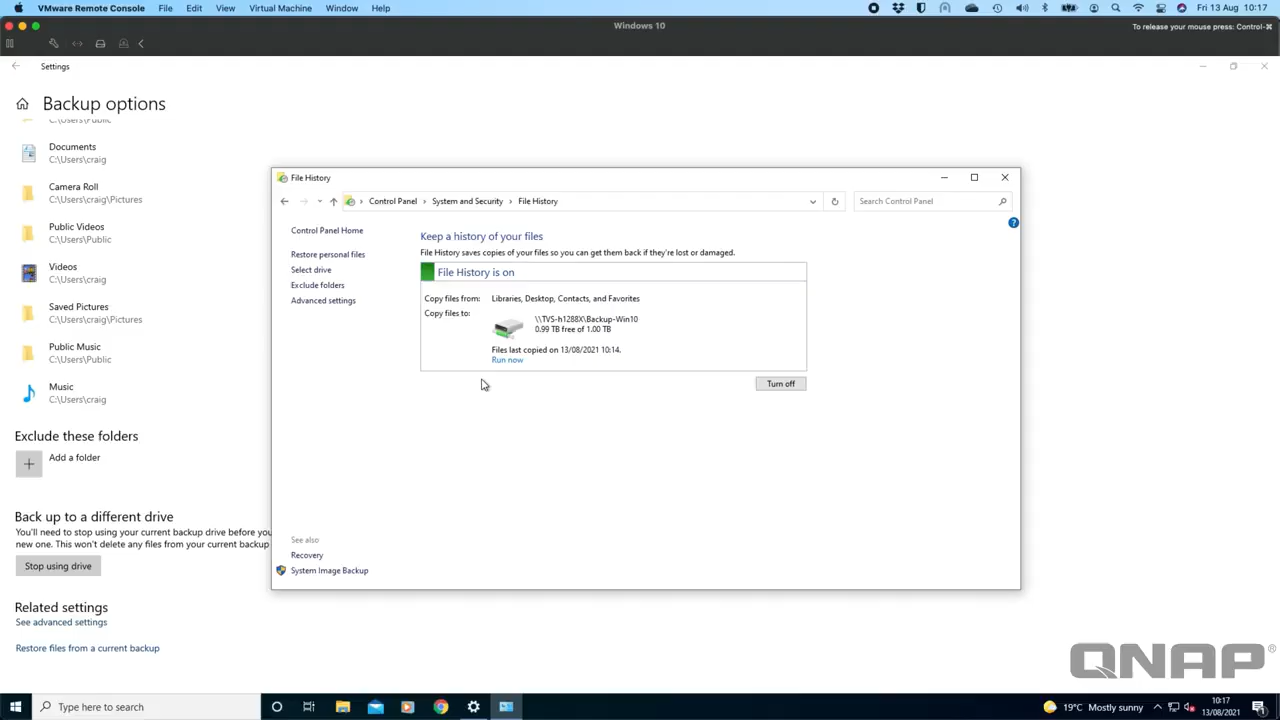 VMware Remote Console File Edit View Virtual Machine Window Help Fri 13 Aug 10:17
Windows 10
To release your mouse press: Control-⌘
Settings
Backup options
C:\Users\Public
Documents
C:\Users\craig
Camera Roll
C:\Users\craig\Pictures
Public Videos
C:\Users\Public
Videos
C:\Users\craig
Saved Pictures
C:\Users\craig\Pictures
Public Music
C:\Users\Public
Music
C:\Users\craig
Exclude these folders
Add a folder
Back up to a different drive
You'll need to stop using your current backup drive before you
new one. This won't delete any files from your current backup
Stop using drive
Related settings
See advanced settings
Restore files from a current backup
File History
Control Panel › System and Security › File History
Search Control Panel
Control Panel Home
Restore personal files
Select drive
Exclude folders
Advanced settings
See also
Recovery
System Image Backup
Keep a history of your files
File History saves copies of your files so you can get them back if they're lost or damaged.
File History is on
Copy files from: Libraries, Desktop, Contacts, and Favorites
Copy files to: \\TVS-h1288X\Backup-Win10
0.99 TB free of 1.00 TB
Files last copied on 13/08/2021 10:14.
Run now
Turn off
QNAP®
Type here to search
19°C Mostly sunny
10:17
13/08/2021
1